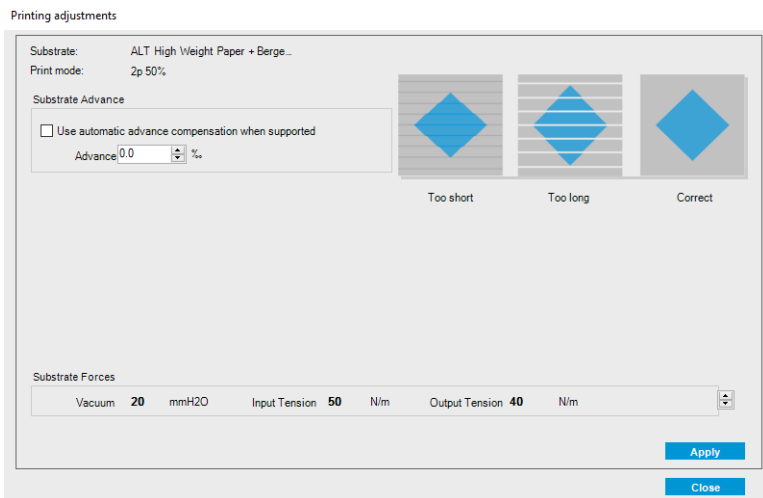 Printing adjustments
Substrate: ALT High Weight Paper + Berge...
Print mode: 2p 50%
Substrate Advance
Use automatic advance compensation when supported
Advance 0.0 ‰
Too short Too long Correct
Substrate Forces
Vacuum 20 mmH2O Input Tension 50 N/m Output Tension 40 N/m
Apply
Close